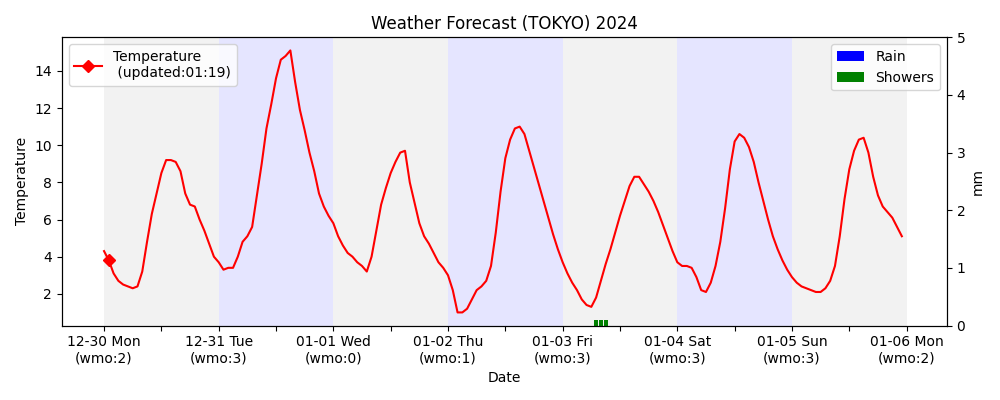 Weather Forecast (TOKYO) 2024
Temperature
(updated:01:19)
Rain
Showers
Temperature
14
12
10
8
6
4
2
5
4
3
2
1
0
mm
12-30 Mon
(wmo:2)
12-31 Tue
(wmo:3)
01-01 Wed
(wmo:0)
01-02 Thu
(wmo:1)
01-03 Fri
(wmo:3)
01-04 Sat
(wmo:3)
01-05 Sun
(wmo:3)
01-06 Mon
(wmo:2)
Date